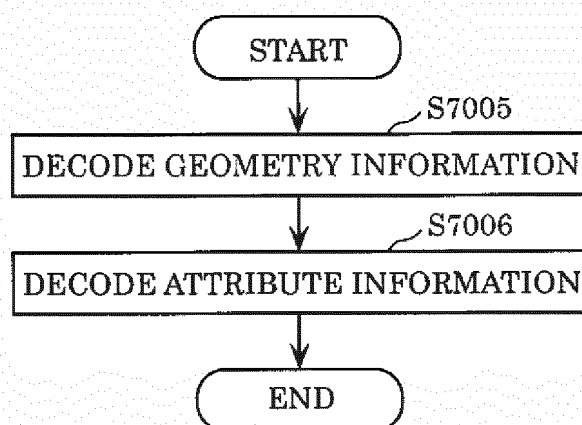 START
S7005
DECODE GEOMETRY INFORMATION
S7006
DECODE ATTRIBUTE INFORMATION
END